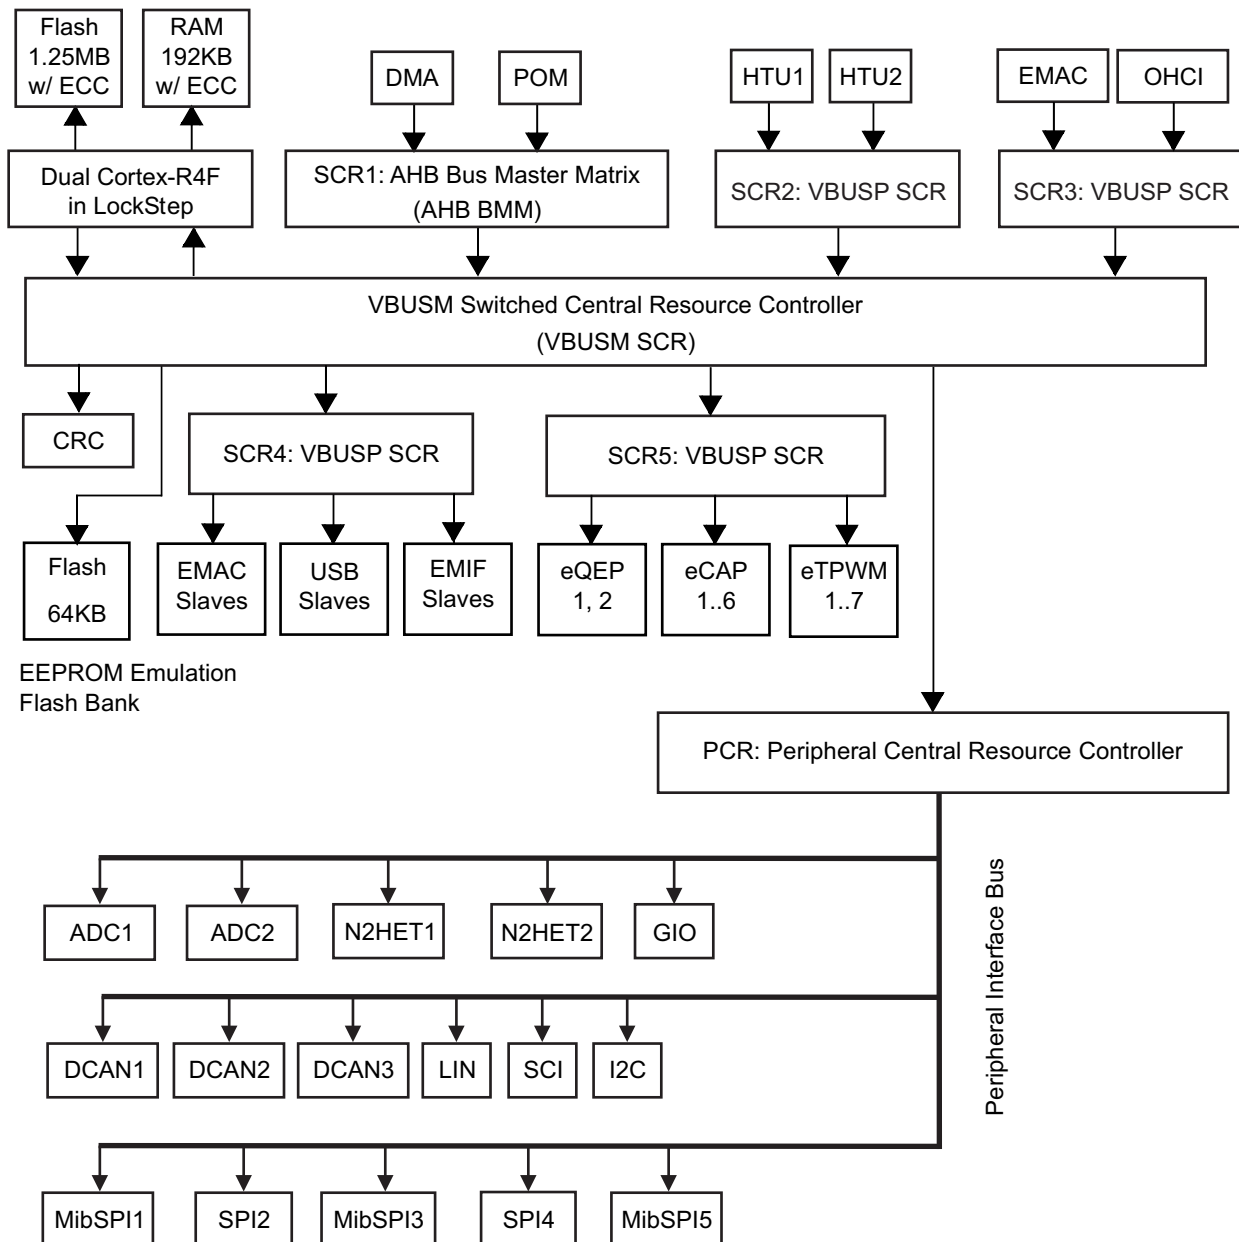 Flash
1.25MB
w/ ECC
RAM
192KB
w/ ECC
DMA
POM
HTU1
HTU2
EMAC
OHCI
Dual Cortex-R4F
in LockStep
SCR1: AHB Bus Master Matrix
(AHB BMM)
SCR2: VBUSP SCR
SCR3: VBUSP SCR
VBUSM Switched Central Resource Controller
(VBUSM SCR)
CRC
SCR4: VBUSP SCR
SCR5: VBUSP SCR
Flash
64KB
EMAC
Slaves
USB
Slaves
EMIF
Slaves
eQEP
1, 2
eCAP
1..6
eTPWM
1..7
EEPROM Emulation
Flash Bank
PCR: Peripheral Central Resource Controller
Peripheral Interface Bus
ADC1
ADC2
N2HET1
N2HET2
GIO
DCAN1
DCAN2
DCAN3
LIN
SCI
I2C
MibSPI1
SPI2
MibSPI3
SPI4
MibSPI5